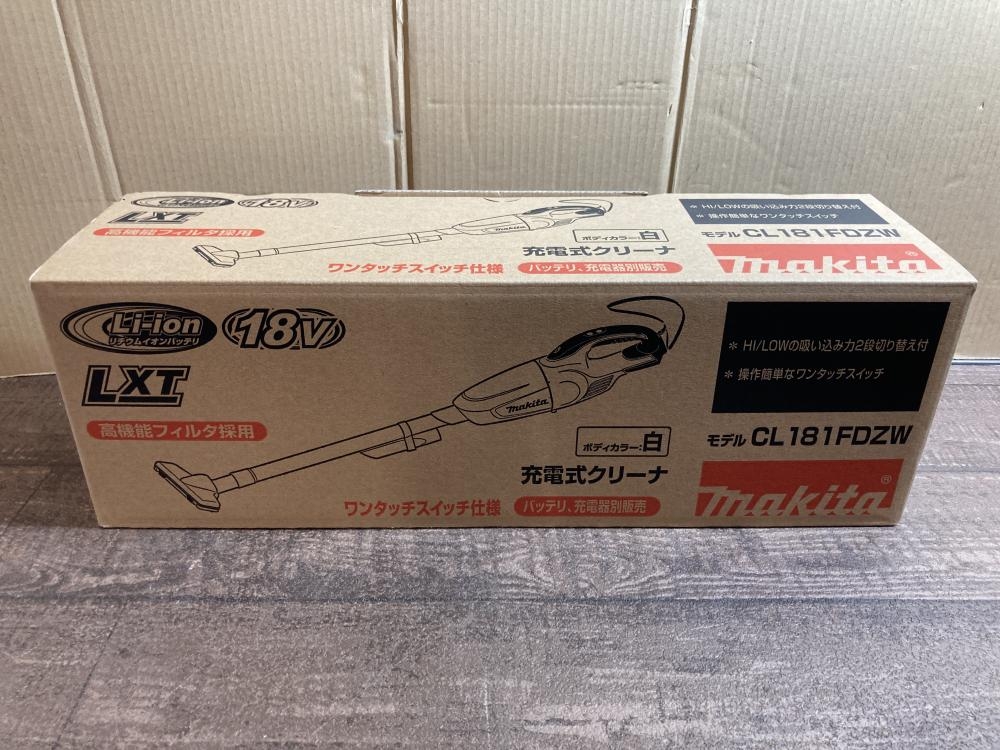 Li-ion
18V
LXT
高機能フィルタ採用
makita
ボディカラー:白
充電式クリーナ
ワンタッチスイッチ仕様
バッテリ、充電器別販売
* HI/LOWの吸い込み力2段切り替え付
* 操作簡単なワンタッチスイッチ
モデル CL181FDZW
makita
Li-ion
リチウムイオンバッテリ
18V
LXT
高機能フィルタ採用
makita
ボディカラー:白
充電式クリーナ
ワンタッチスイッチ仕様
バッテリ、充電器別販売
* HI/LOWの吸い込み力2段切り替え付
* 操作簡単なワンタッチスイッチ
モデル CL181FDZW
makita®